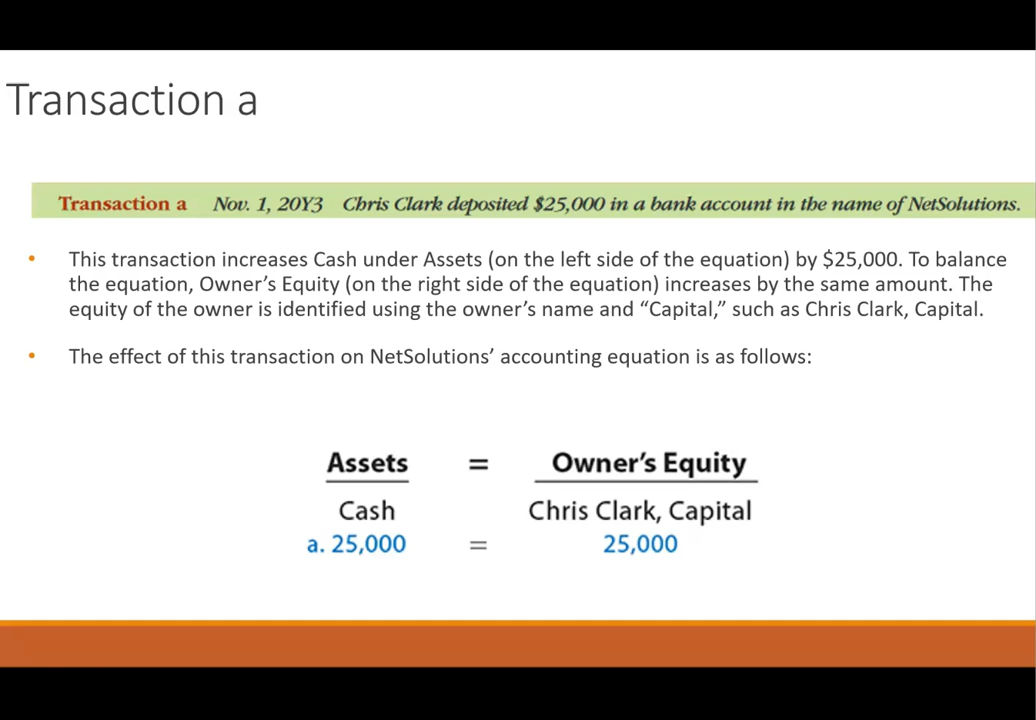 Transaction a
Transaction a Nov. 1, 20Y3 Chris Clark deposited $25,000 in a bank account in the name of NetSolutions.
• This transaction increases Cash under Assets (on the left side of the equation) by $25,000. To balance
the equation, Owner’s Equity (on the right side of the equation) increases by the same amount. The
equity of the owner is identified using the owner’s name and “Capital,” such as Chris Clark, Capital.
• The effect of this transaction on NetSolutions’ accounting equation is as follows:
Assets = Owner’s Equity
Cash Chris Clark, Capital
a. 25,000 = 25,000